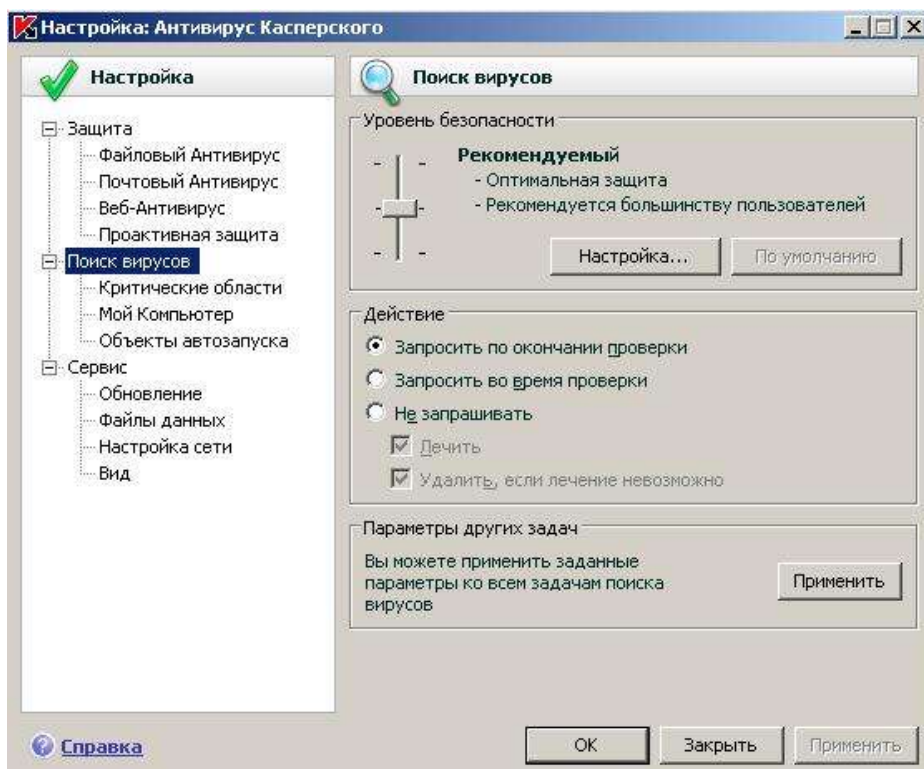 Настройка: Антивирус Касперского
Настройка
Защита
Файловый Антивирус
Почтовый Антивирус
Веб-Антивирус
Проактивная защита
Поиск вирусов
Критические области
Мой Компьютер
Объекты автозапуска
Сервис
Обновление
Файлы данных
Настройка сети
Вид
Поиск вирусов
Уровень безопасности
Рекомендуемый
- Оптимальная защита
- Рекомендуется большинству пользователей
Настройка...
По умолчанию
Действие
Запросить по окончании проверки
Запросить во время проверки
Не запрашивать
Лечить
Удалить, если лечение невозможно
Параметры других задач
Вы можете применить заданные
параметры ко всем задачам поиска
вирусов
Применить
Справка
ОК
Закрыть
Применить